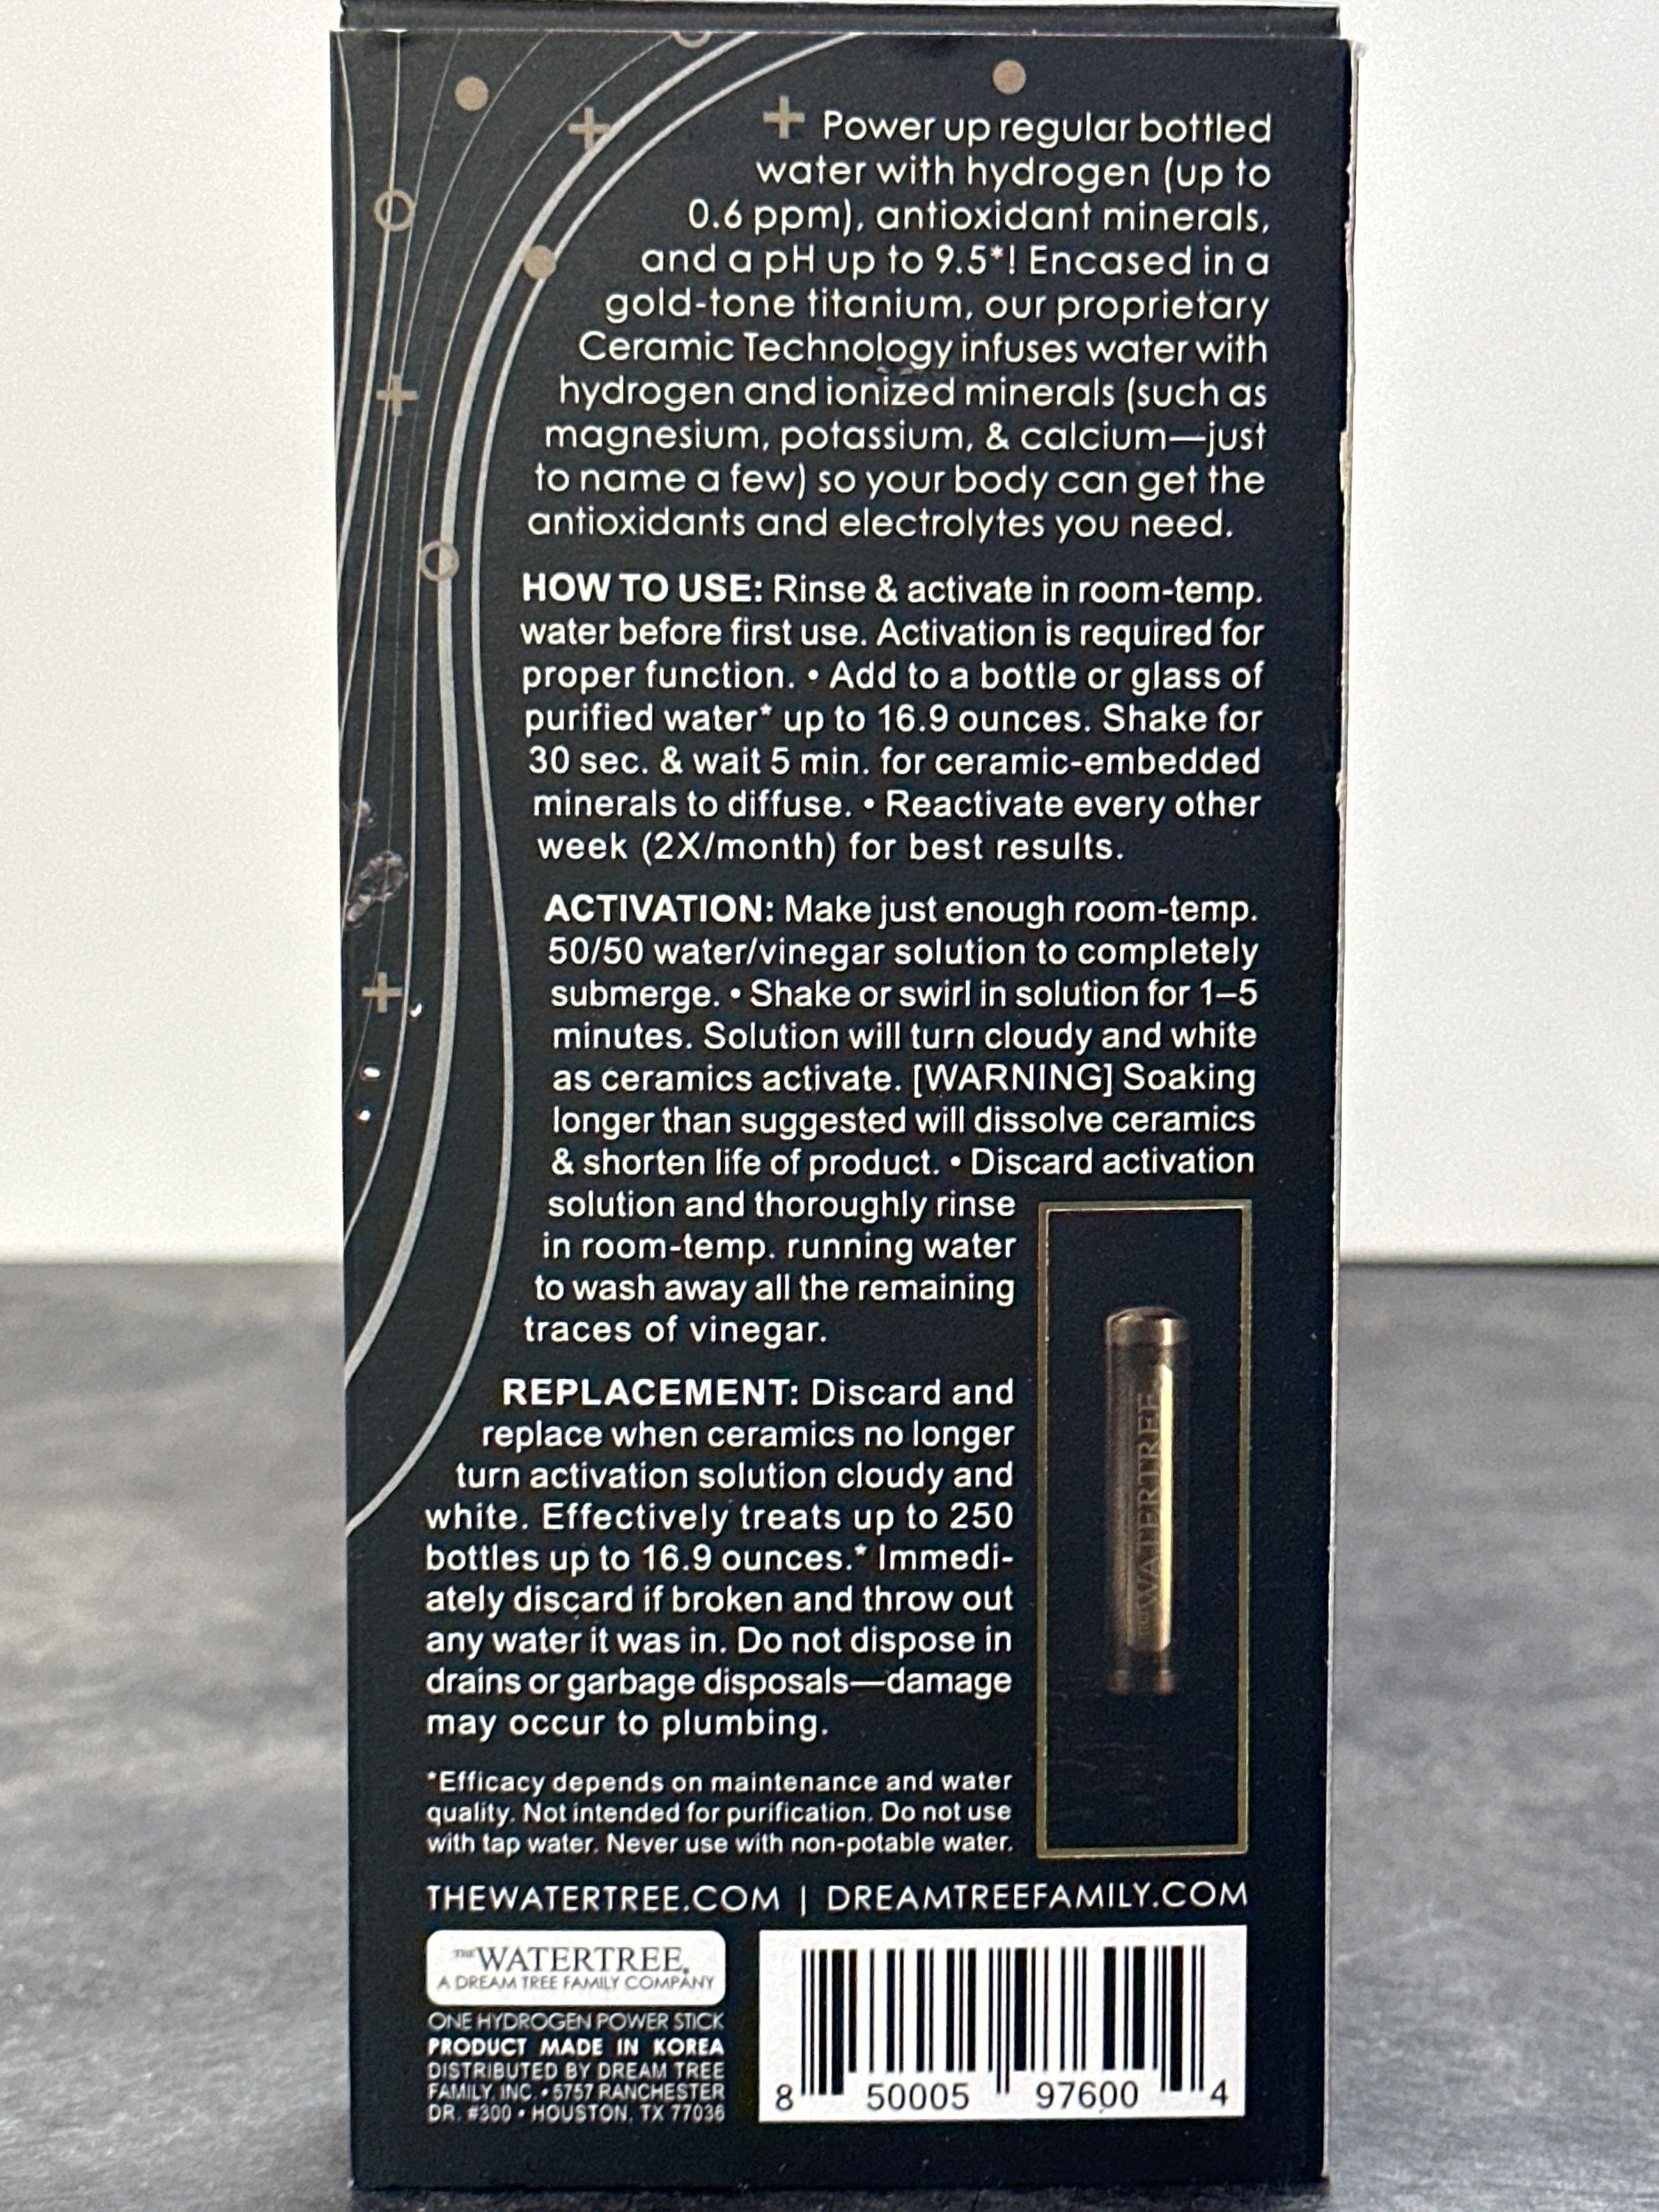 Power up regular bottled
water with hydrogen (up to
0.6 ppm), antioxidant minerals,
and a pH up to 9.5*! Encased in a
gold-tone titanium, our proprietary
Ceramic Technology infuses water with
hydrogen and ionized minerals (such as
magnesium, potassium, & calcium—just
to name a few) so your body can get the
antioxidants and electrolytes you need.
HOW TO USE: Rinse & activate in room-temp.
water before first use. Activation is required for
proper function. • Add to a bottle or glass of
purified water* up to 16.9 ounces. Shake for
30 sec. & wait 5 min. for ceramic-embedded
minerals to diffuse. • Reactivate every other
week (2X/month) for best results.
ACTIVATION: Make just enough room-temp.
50/50 water/vinegar solution to completely
submerge. • Shake or swirl in solution for 1–5
minutes. Solution will turn cloudy and white
as ceramics activate. [WARNING] Soaking
longer than suggested will dissolve ceramics
& shorten life of product. • Discard activation
solution and thoroughly rinse
in room-temp. running water
to wash away all the remaining
traces of vinegar.
REPLACEMENT: Discard and
replace when ceramics no longer
turn activation solution cloudy and
white. Effectively treats up to 250
bottles up to 16.9 ounces.* Immedi-
ately discard if broken and throw out
any water it was in. Do not dispose in
drains or garbage disposals—damage
may occur to plumbing.
*Efficacy depends on maintenance and water
quality. Not intended for purification. Do not use
with tap water. Never use with non-potable water.
THE WATERTREE
THEWATERTREE.COM | DREAMTREEFAMILY.COM
THE WATERTREE®
A DREAM TREE FAMILY COMPANY
ONE HYDROGEN POWER STICK
PRODUCT MADE IN KOREA
DISTRIBUTED BY DREAM TREE
FAMILY, INC. • 5757 RANCHESTER
DR. #300 • HOUSTON, TX 77036
8 50005 97600 4